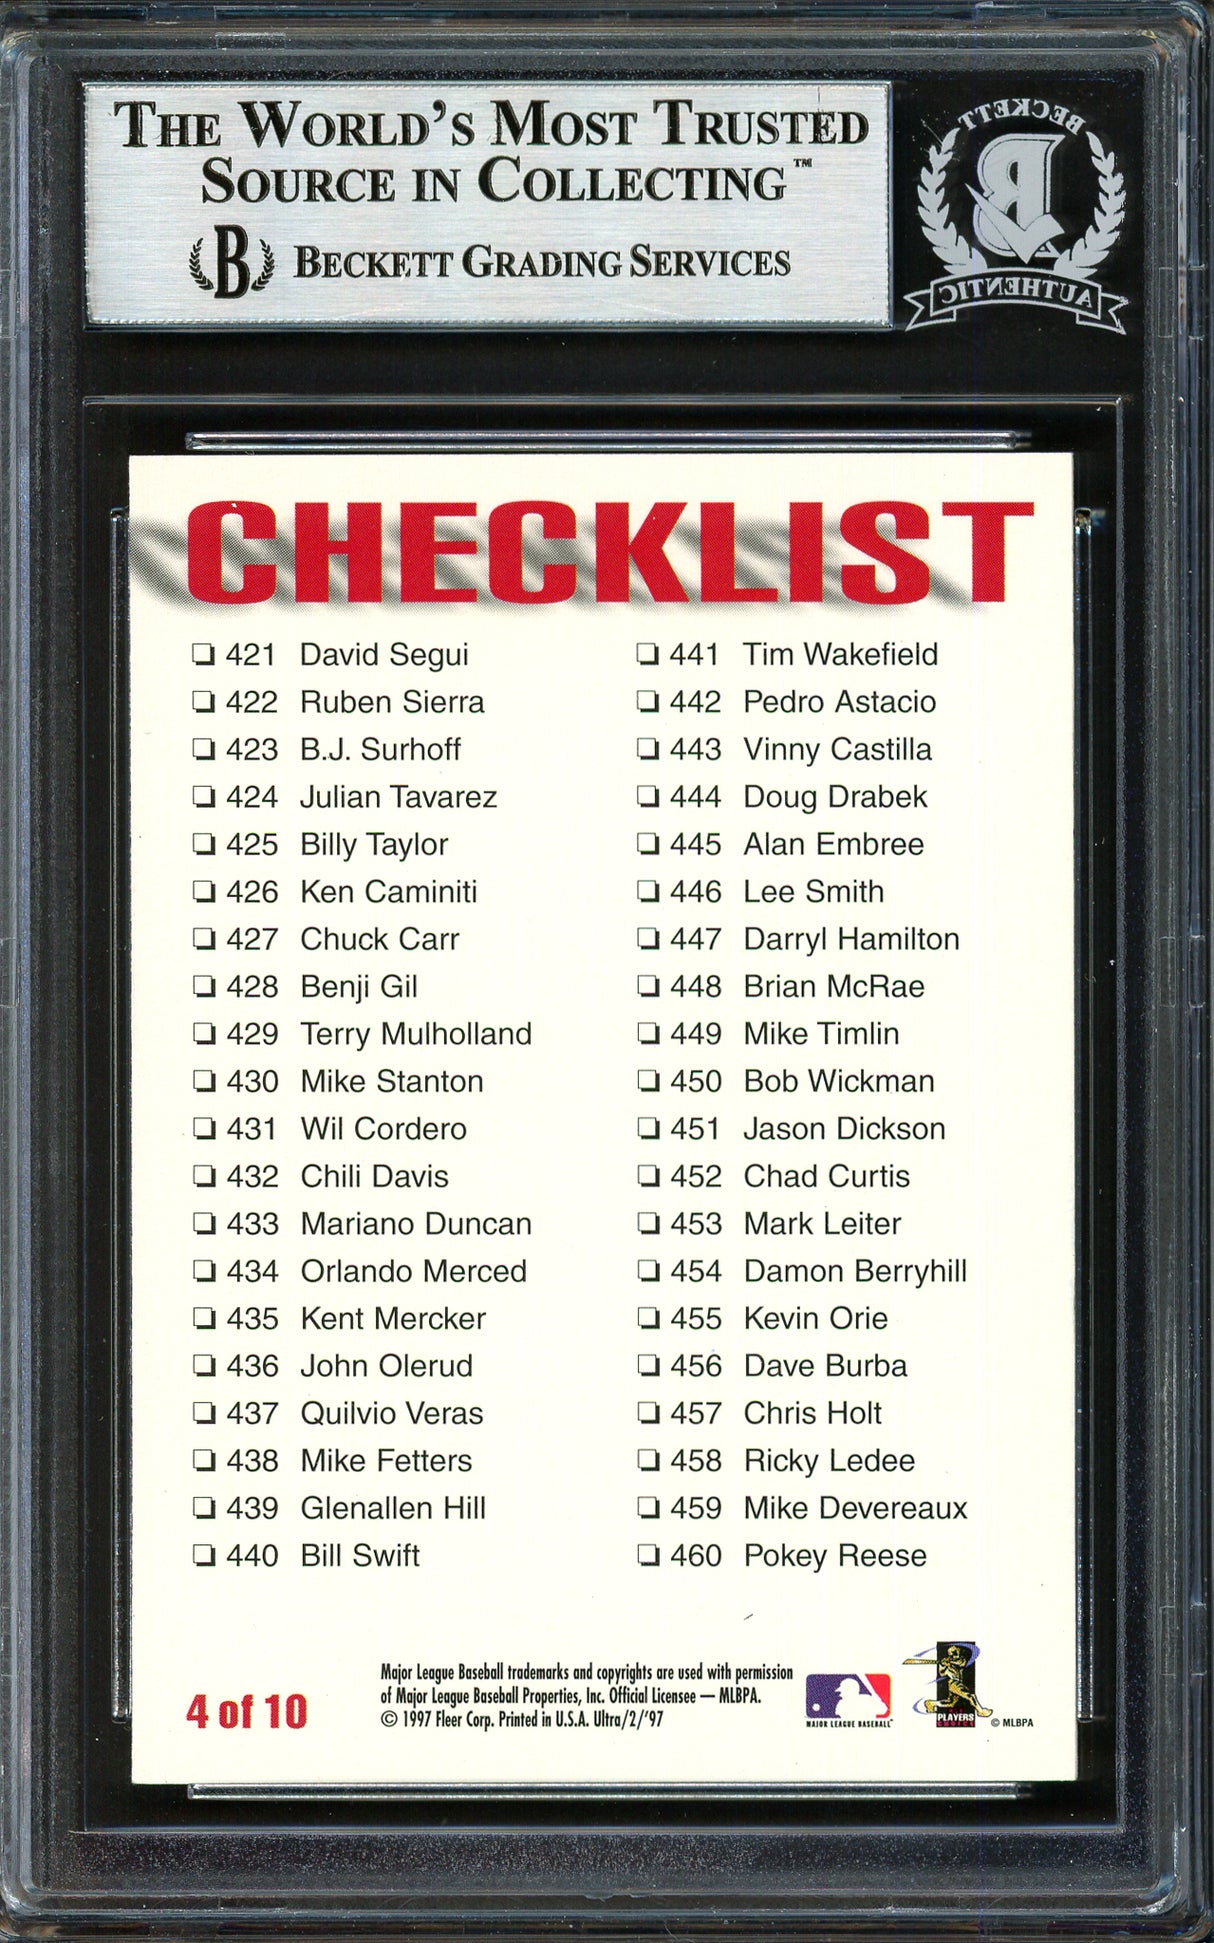 THE WORLD'S MOST TRUSTED
SOURCE IN COLLECTING™
B BECKETT GRADING SERVICES
BECKETT
B
AUTHENTIC
CHECKLIST
❏ 421 David Segui
❏ 422 Ruben Sierra
❏ 423 B.J. Surhoff
❏ 424 Julian Tavarez
❏ 425 Billy Taylor
❏ 426 Ken Caminiti
❏ 427 Chuck Carr
❏ 428 Benji Gil
❏ 429 Terry Mulholland
❏ 430 Mike Stanton
❏ 431 Wil Cordero
❏ 432 Chili Davis
❏ 433 Mariano Duncan
❏ 434 Orlando Merced
❏ 435 Kent Mercker
❏ 436 John Olerud
❏ 437 Quilvio Veras
❏ 438 Mike Fetters
❏ 439 Glenallen Hill
❏ 440 Bill Swift
❏ 441 Tim Wakefield
❏ 442 Pedro Astacio
❏ 443 Vinny Castilla
❏ 444 Doug Drabek
❏ 445 Alan Embree
❏ 446 Lee Smith
❏ 447 Darryl Hamilton
❏ 448 Brian McRae
❏ 449 Mike Timlin
❏ 450 Bob Wickman
❏ 451 Jason Dickson
❏ 452 Chad Curtis
❏ 453 Mark Leiter
❏ 454 Damon Berryhill
❏ 455 Kevin Orie
❏ 456 Dave Burba
❏ 457 Chris Holt
❏ 458 Ricky Ledee
❏ 459 Mike Devereaux
❏ 460 Pokey Reese
4 of 10
Major League Baseball trademarks and copyrights are used with permission
of Major League Baseball Properties, Inc. Official Licensee — MLBPA.
© 1997 Fleer Corp. Printed in U.S.A. Ultra/2/'97
MAJOR LEAGUE BASEBALL
PLAYERS
CHOICE
© MLBPA